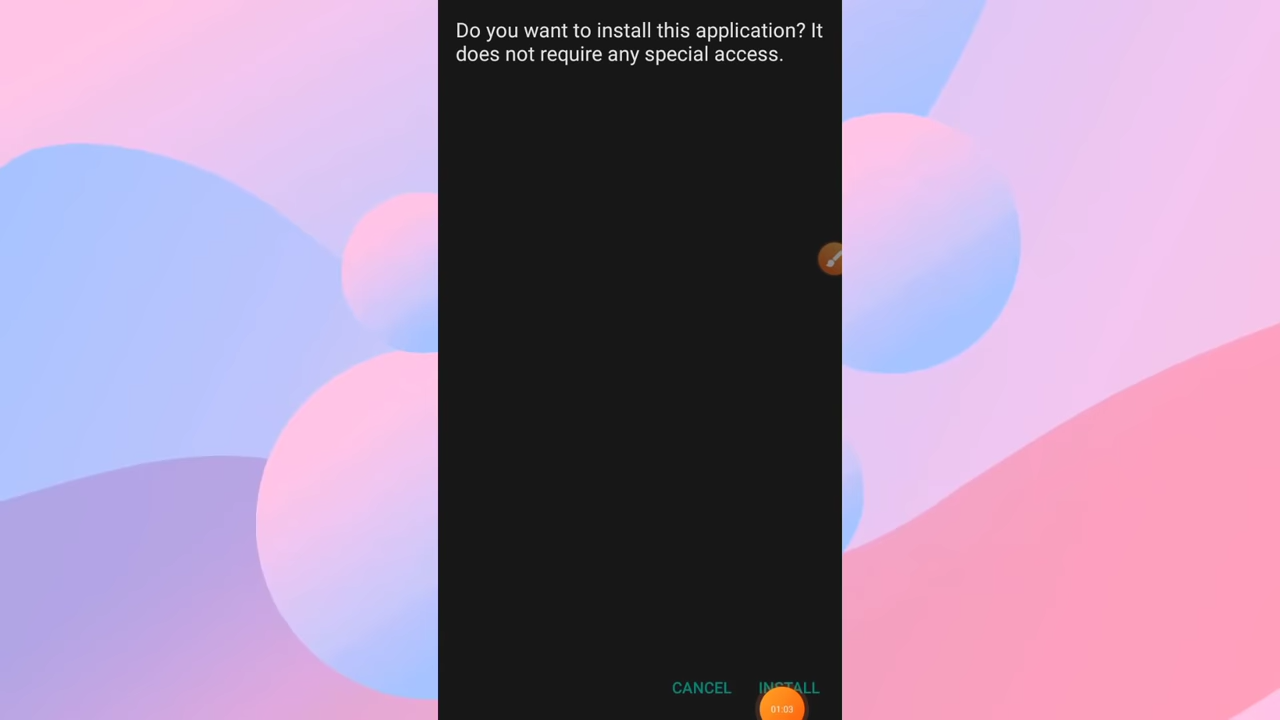 Do you want to install this application? It
does not require any special access.
CANCEL INSTALL
01:03